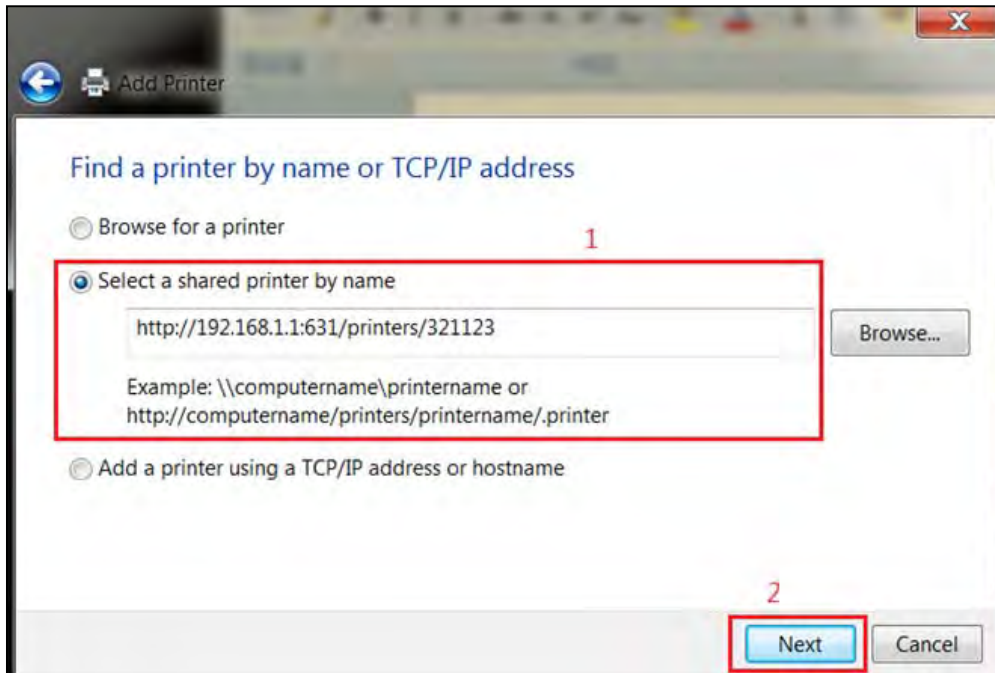 X
Add Printer
Find a printer by name or TCP/IP address
Browse for a printer
1
Select a shared printer by name
http://192.168.1.1:631/printers/321123
Browse...
Example: \\computername\printername or
http://computername/printers/printername/.printer
Add a printer using a TCP/IP address or hostname
2
Next
Cancel